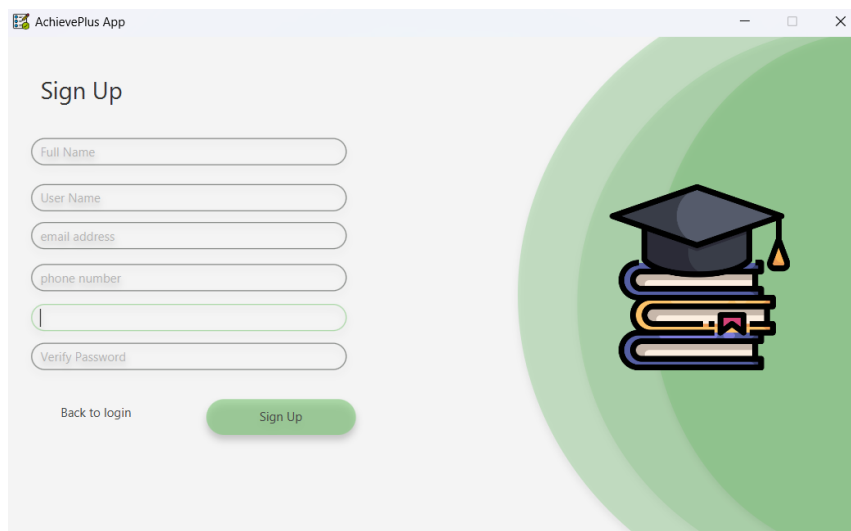 AchievePlus App
Sign Up
Full Name
User Name
email address
phone number
Verify Password
Back to login
Sign Up